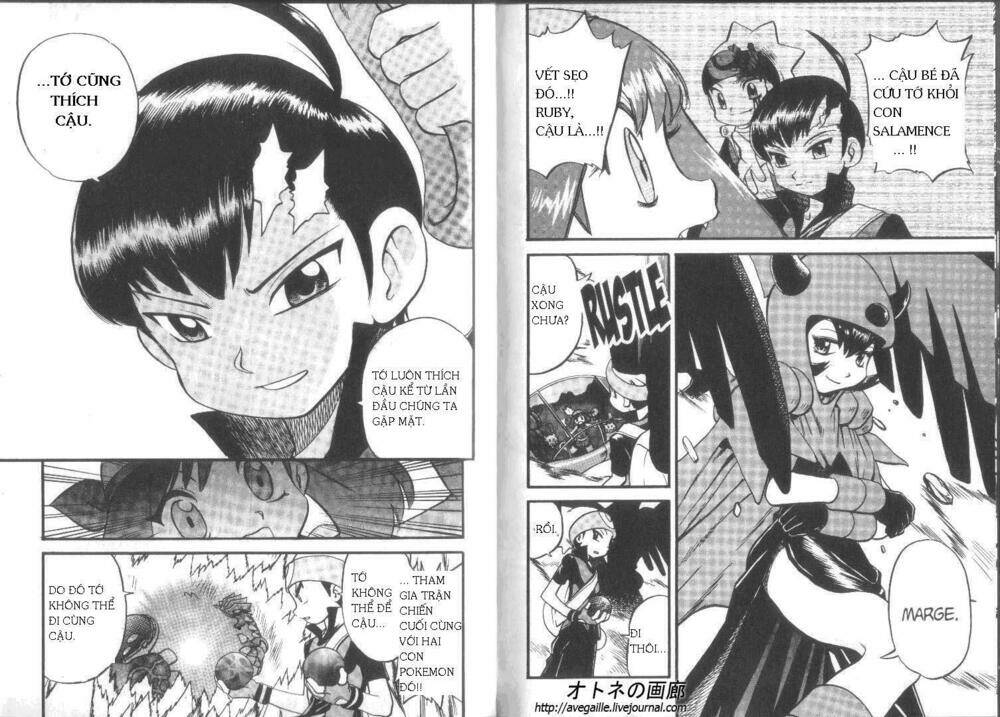 ... CẬU BÉ ĐÃ
CỨU TỚ KHỎI
CON
SALAMENCE
... !!
VẾT SẸO
ĐÓ...!!
RUBY,
CẬU LÀ...!!
MARGE.
CẬU
XONG
CHƯA?
RUSTLE
RỒI.
ĐI
THÔI...
オトネの画廊
http://avegaille.livejournal.com
...TỚ CŨNG
THÍCH
CẬU.
TỚ LUÔN THÍCH
CẬU KỂ TỪ LẦN
ĐẦU CHÚNG TA
GẶP MẶT.
... THAM
GIA TRẬN
CHIẾN
CUỐI CÙNG
VỚI HAI
CON
POKEMON
ĐÓ!!
TỚ
KHÔNG
THỂ ĐỂ
CẬU...
DO ĐÓ TỚ
KHÔNG THỂ
ĐI CÙNG
CẬU.